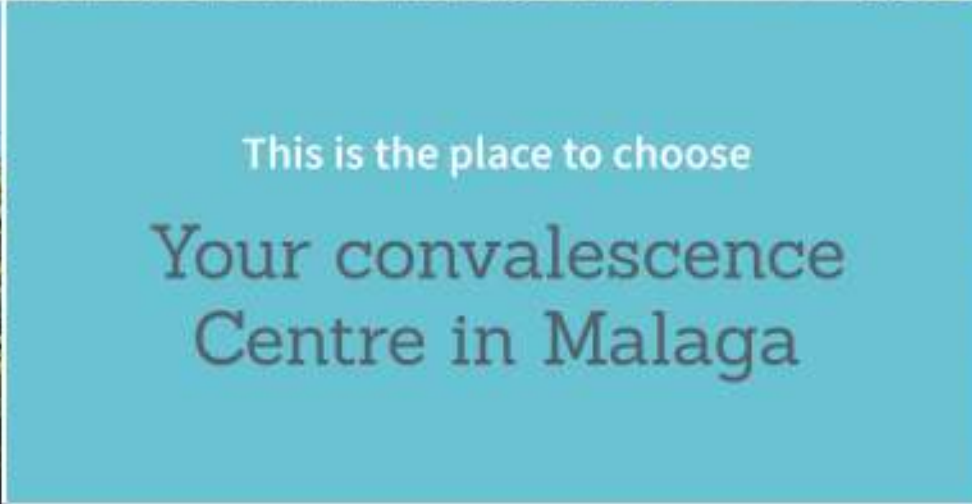 This is the place to choose
Your convalescence
Centre in Malaga